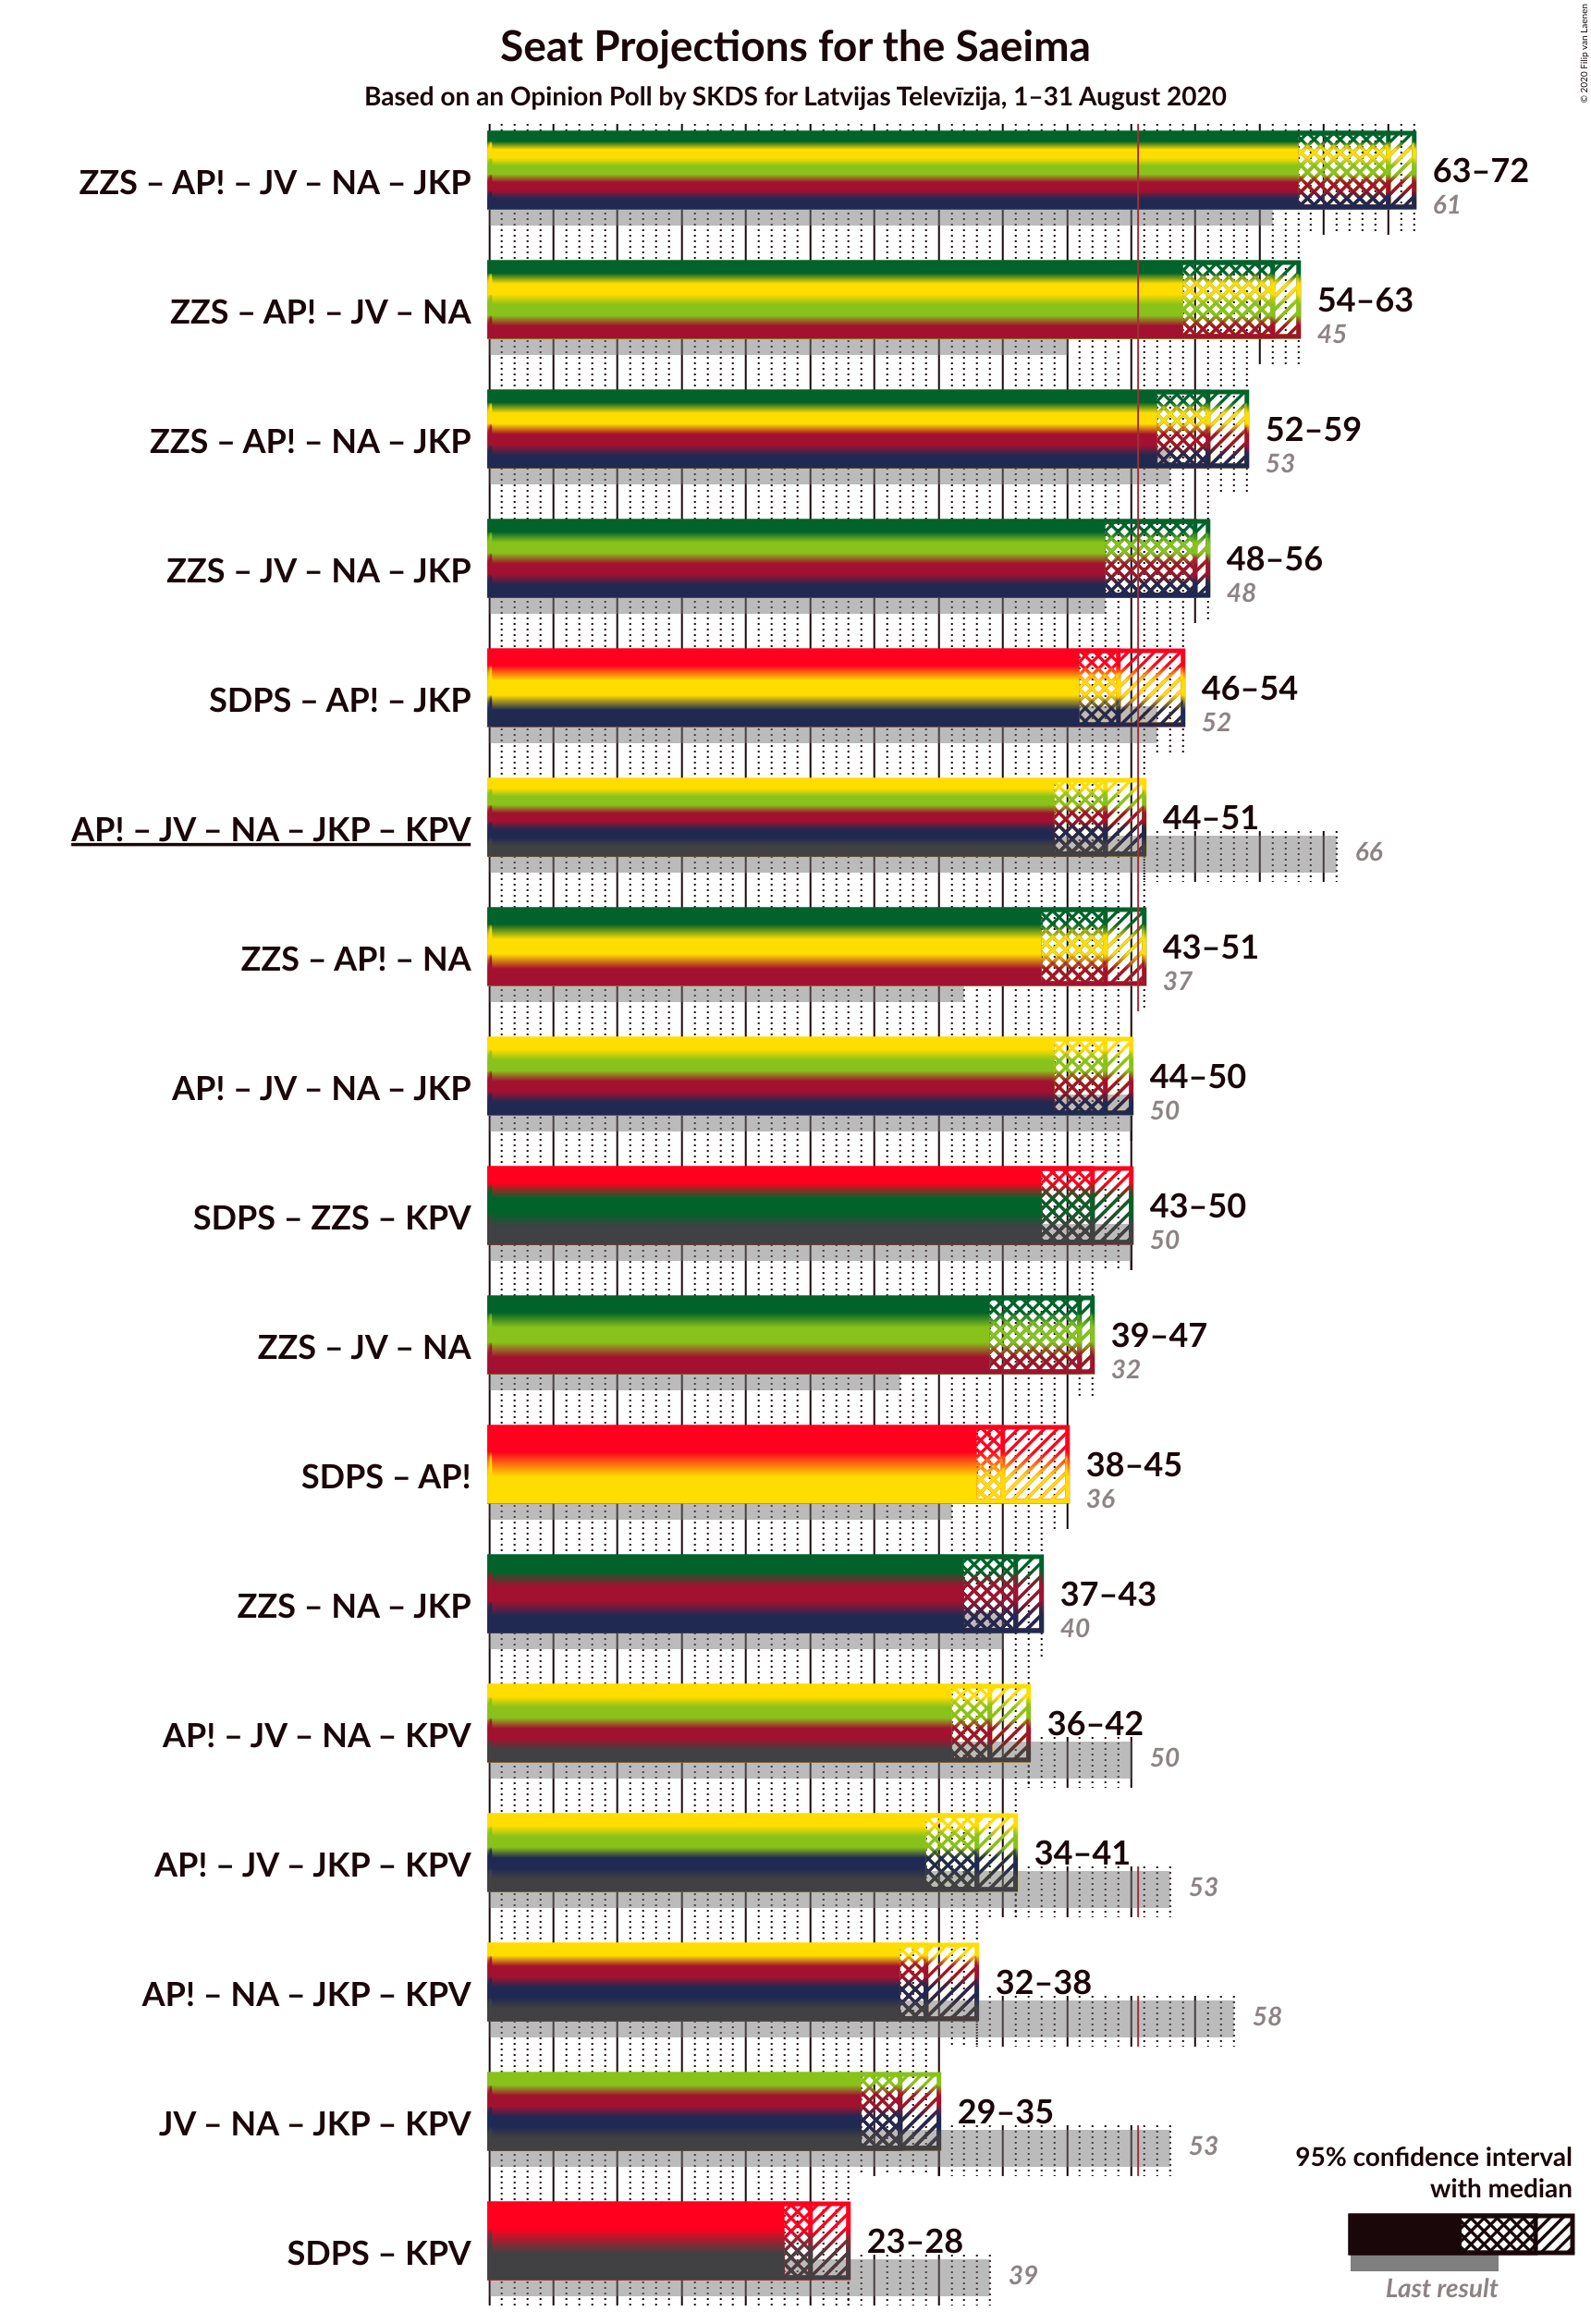 Seat Projections for the Saeima
Based on an Opinion Poll by SKDS for Latvijas Televīzija, 1–31 August 2020
© 2020 Filip van Laenen
ZZS – AP! – JV – NA – JKP
63–72
61
ZZS – AP! – JV – NA
54–63
45
ZZS – AP! – NA – JKP
52–59
53
ZZS – JV – NA – JKP
48–56
48
SDPS – AP! – JKP
46–54
52
AP! – JV – NA – JKP – KPV
44–51
66
ZZS – AP! – NA
43–51
37
AP! – JV – NA – JKP
44–50
50
SDPS – ZZS – KPV
43–50
50
ZZS – JV – NA
39–47
32
SDPS – AP!
38–45
36
ZZS – NA – JKP
37–43
40
AP! – JV – NA – KPV
36–42
50
AP! – JV – JKP – KPV
34–41
53
AP! – NA – JKP – KPV
32–38
58
JV – NA – JKP – KPV
29–35
53
SDPS – KPV
23–28
39
95% confidence interval
with median
Last result